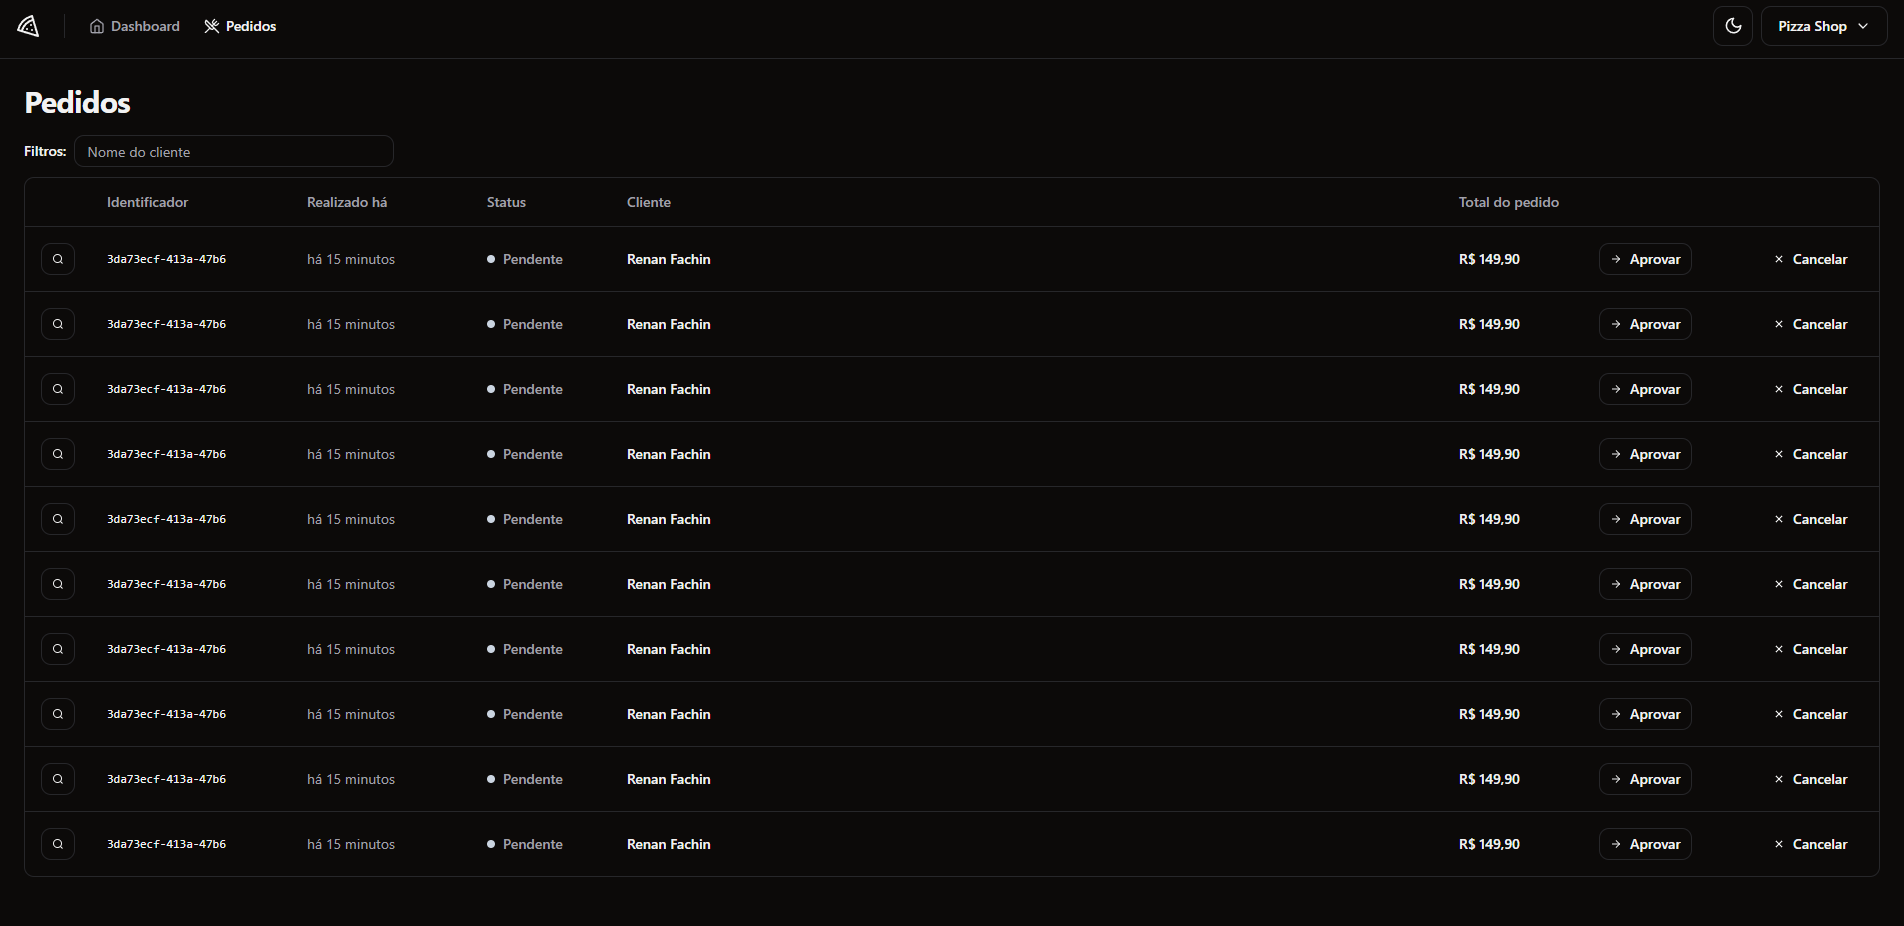 Dashboard Pedidos Pizza Shop
Pedidos
Filtros: Nome do cliente
Identificador Realizado há Status Cliente Total do pedido
3da73ecf-413a-47b6 há 15 minutos Pendente Renan Fachin R$ 149,90 Aprovar Cancelar
3da73ecf-413a-47b6 há 15 minutos Pendente Renan Fachin R$ 149,90 Aprovar Cancelar
3da73ecf-413a-47b6 há 15 minutos Pendente Renan Fachin R$ 149,90 Aprovar Cancelar
3da73ecf-413a-47b6 há 15 minutos Pendente Renan Fachin R$ 149,90 Aprovar Cancelar
3da73ecf-413a-47b6 há 15 minutos Pendente Renan Fachin R$ 149,90 Aprovar Cancelar
3da73ecf-413a-47b6 há 15 minutos Pendente Renan Fachin R$ 149,90 Aprovar Cancelar
3da73ecf-413a-47b6 há 15 minutos Pendente Renan Fachin R$ 149,90 Aprovar Cancelar
3da73ecf-413a-47b6 há 15 minutos Pendente Renan Fachin R$ 149,90 Aprovar Cancelar
3da73ecf-413a-47b6 há 15 minutos Pendente Renan Fachin R$ 149,90 Aprovar Cancelar
3da73ecf-413a-47b6 há 15 minutos Pendente Renan Fachin R$ 149,90 Aprovar Cancelar